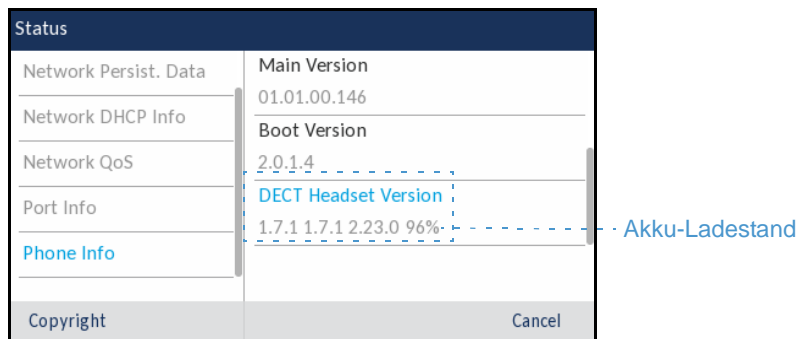 Status
Network Persist. Data
Network DHCP Info
Network QoS
Port Info
Phone Info
Main Version
01.01.00.146
Boot Version
2.0.1.4
DECT Headset Version
1.7.1 1.7.1 2.23.0 96%
Akku-Ladestand
Copyright
Cancel